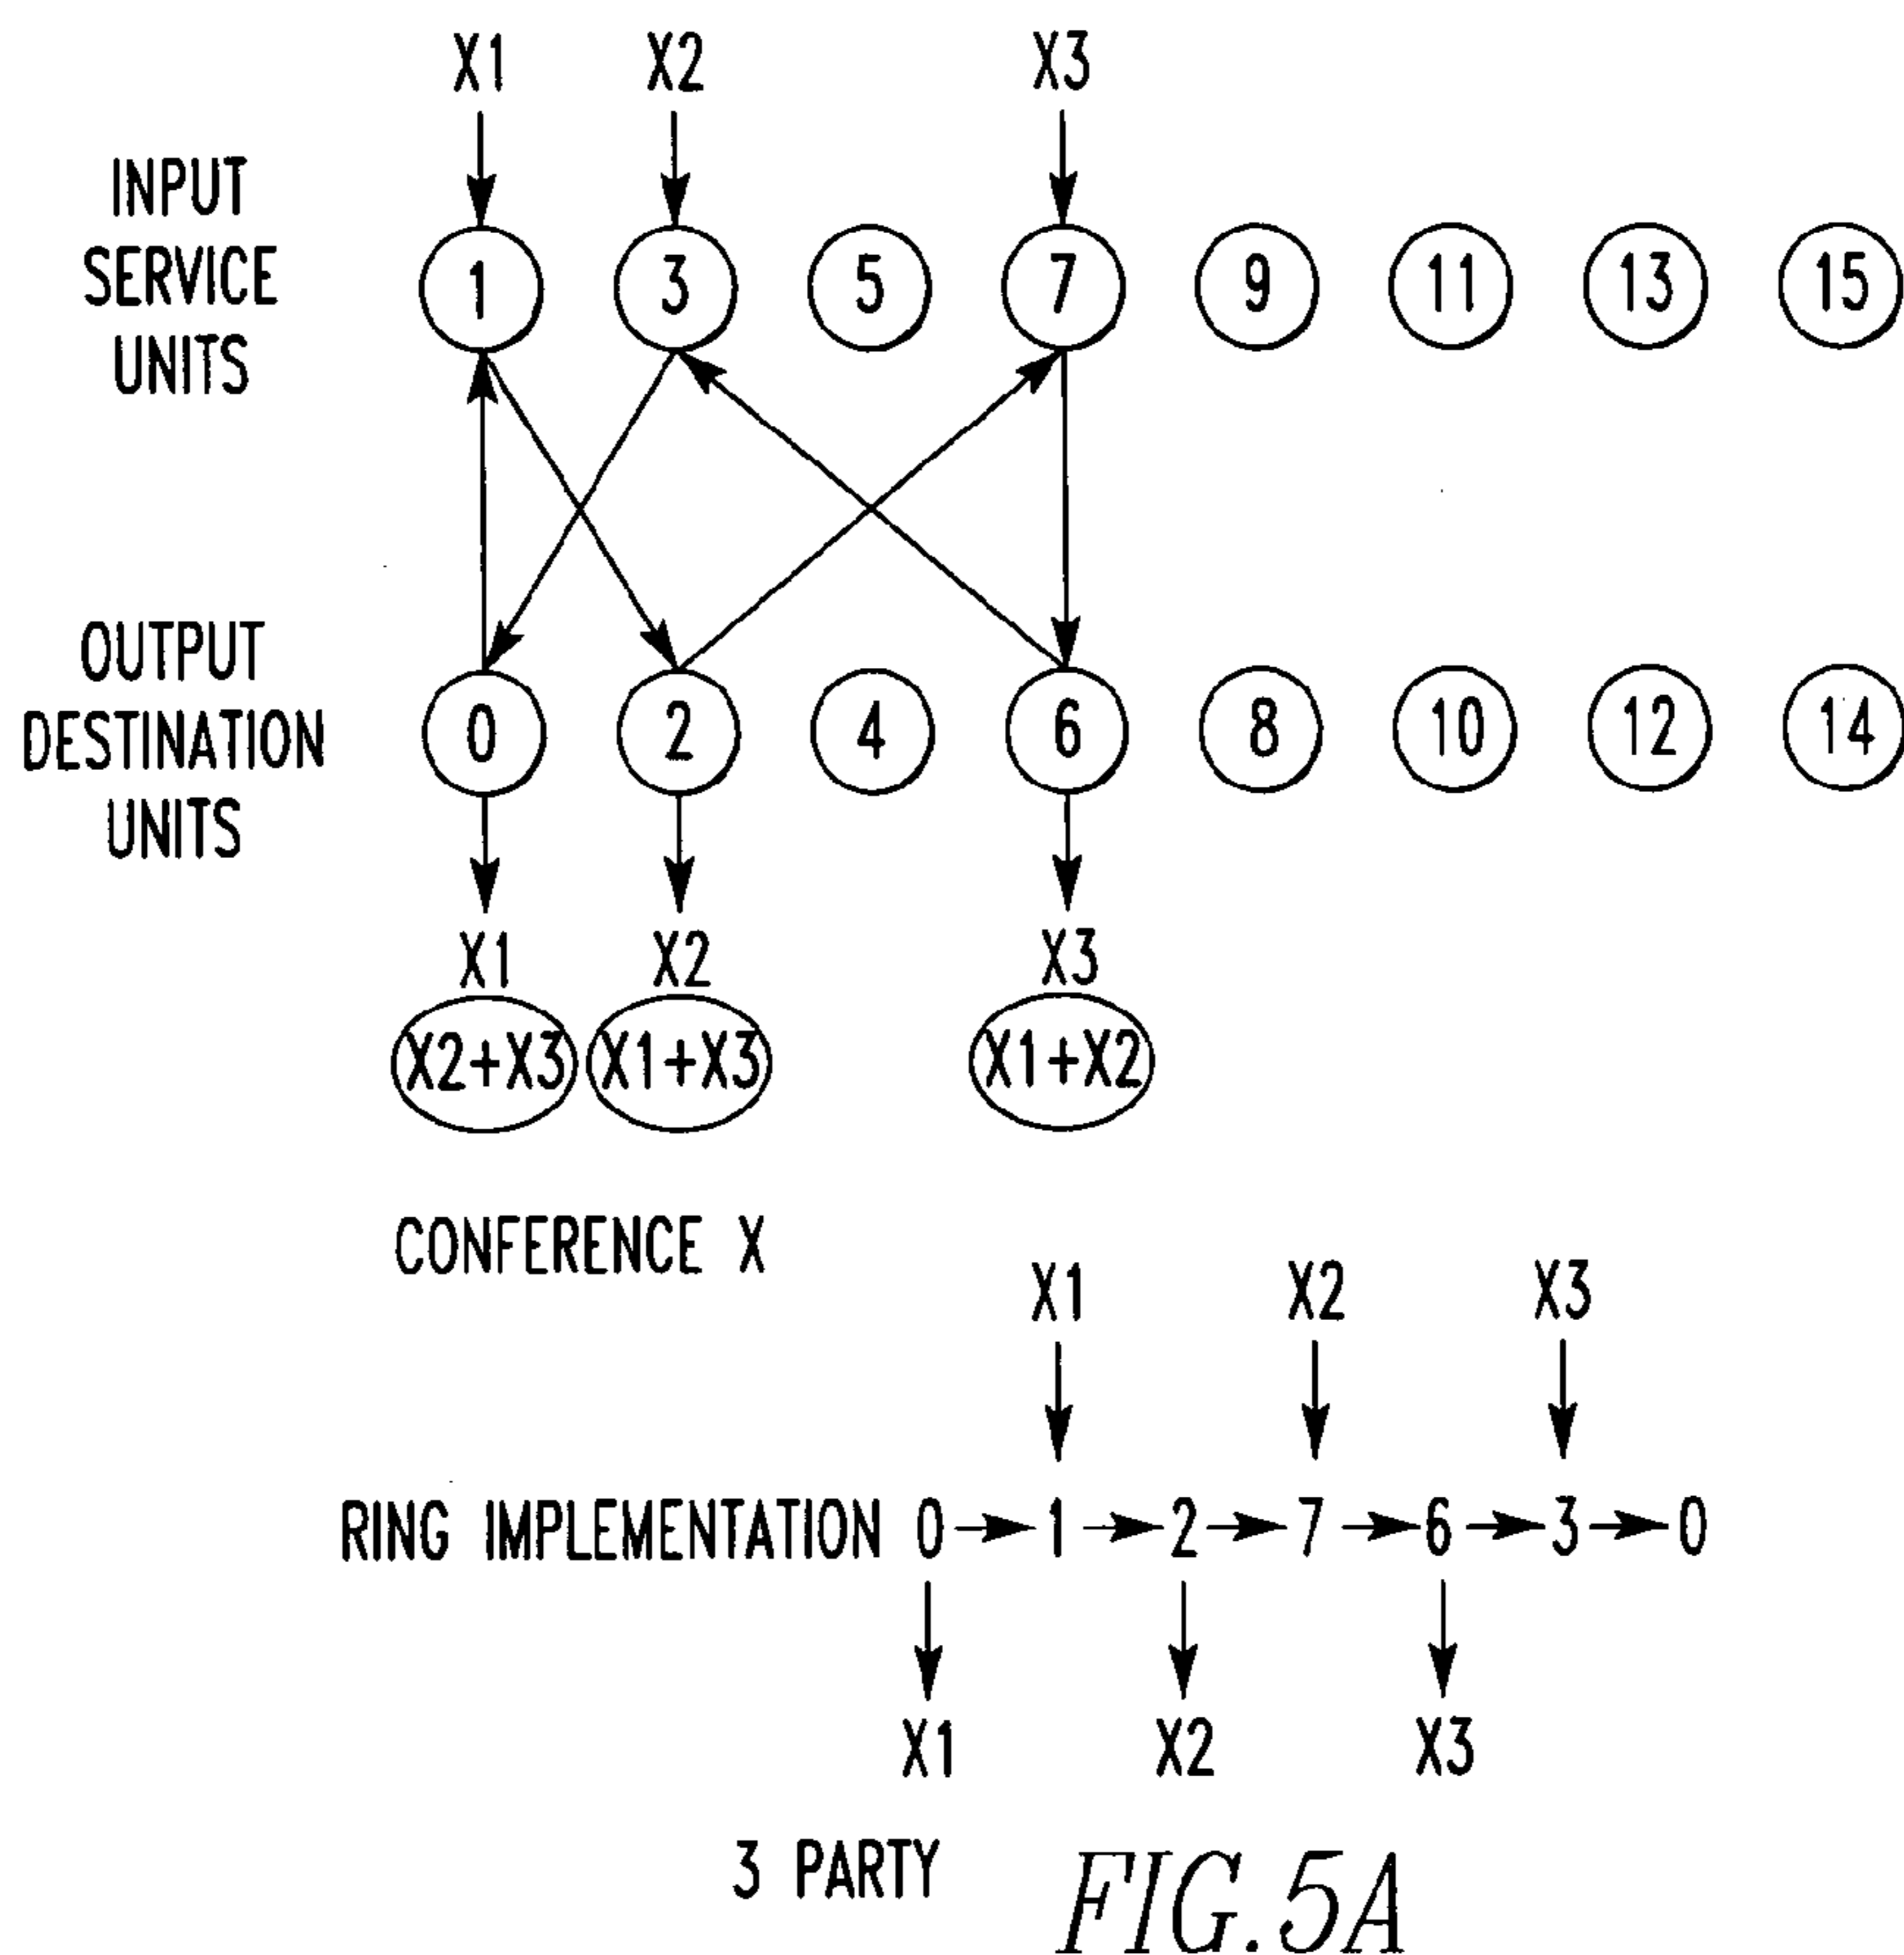 X1 X2 X3
INPUT
SERVICE
UNITS
1 3 5 7 9 11 13 15
OUTPUT
DESTINATION
UNITS
0 2 4 6 8 10 12 14
X1 X2 X3
X2+X3 X1+X3 X1+X2
CONFERENCE X
X1 X2 X3
RING IMPLEMENTATION 0 → 1 → 2 → 7 → 6 → 3 → 0
X1 X2 X3
3 PARTY
FIG.5A